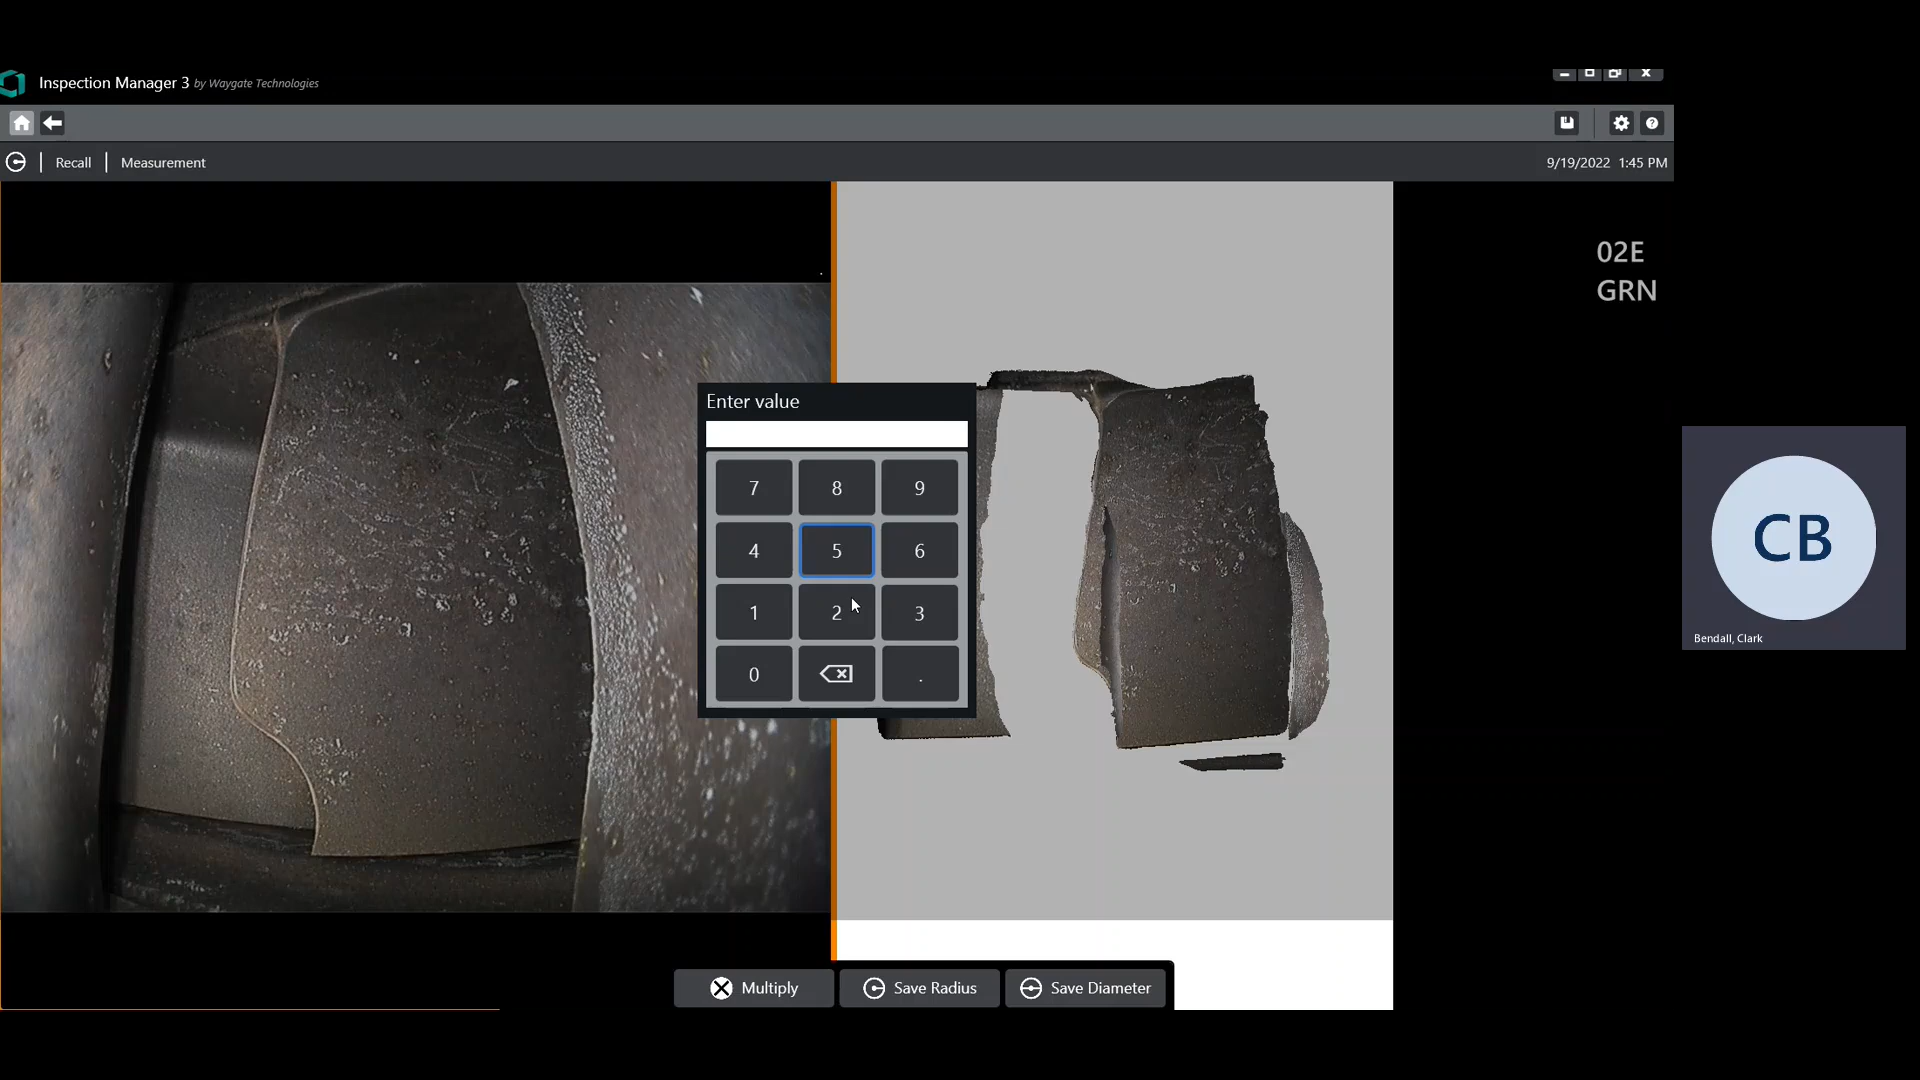 Inspection Manager 3 by Waygate Technologies
Recall | Measurement
9/19/2022 1:45 PM
02E
GRN
Enter value
7 8 9
4 5 6
1 2 3
0 .
CB
Bendall, Clark
Multiply Save Radius Save Diameter